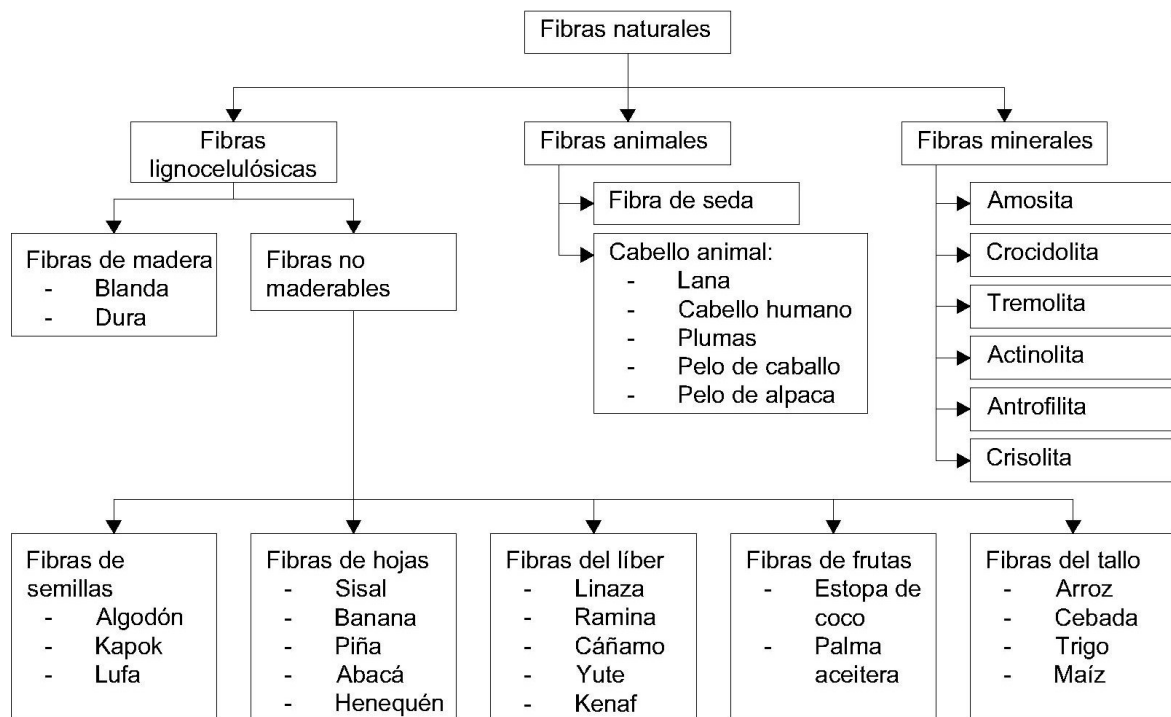 Fibras naturales
Fibras
lignocelulósicas
Fibras animales
Fibras minerales
Fibras de madera
- Blanda
- Dura
Fibras no
maderables
Fibra de seda
Cabello animal:
- Lana
- Cabello humano
- Plumas
- Pelo de caballo
- Pelo de alpaca
Amosita
Crocidolita
Tremolita
Actinolita
Antrofilita
Crisolita
Fibras de
semillas
- Algodón
- Kapok
- Lufa
Fibras de hojas
- Sisal
- Banana
- Piña
- Abacá
- Henequén
Fibras del líber
- Linaza
- Ramina
- Cáñamo
- Yute
- Kenaf
Fibras de frutas
- Estopa de
coco
- Palma
aceitera
Fibras del tallo
- Arroz
- Cebada
- Trigo
- Maíz